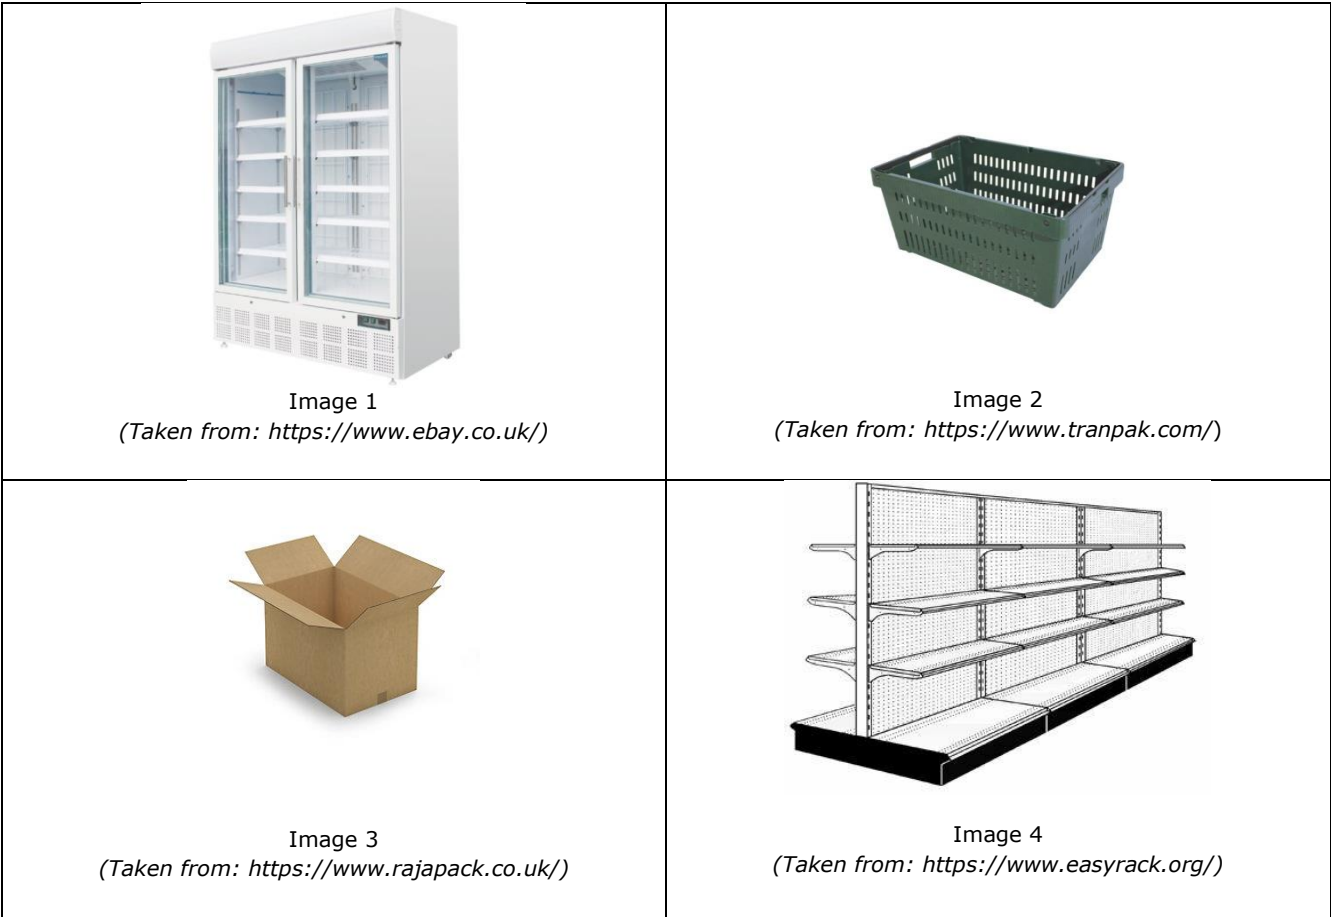 Image 1
(Taken from: https://www.ebay.co.uk/)
Image 2
(Taken from: https://www.tranpak.com/)
Image 3
(Taken from: https://www.rajapack.co.uk/)
Image 4
(Taken from: https://www.easyrack.org/)